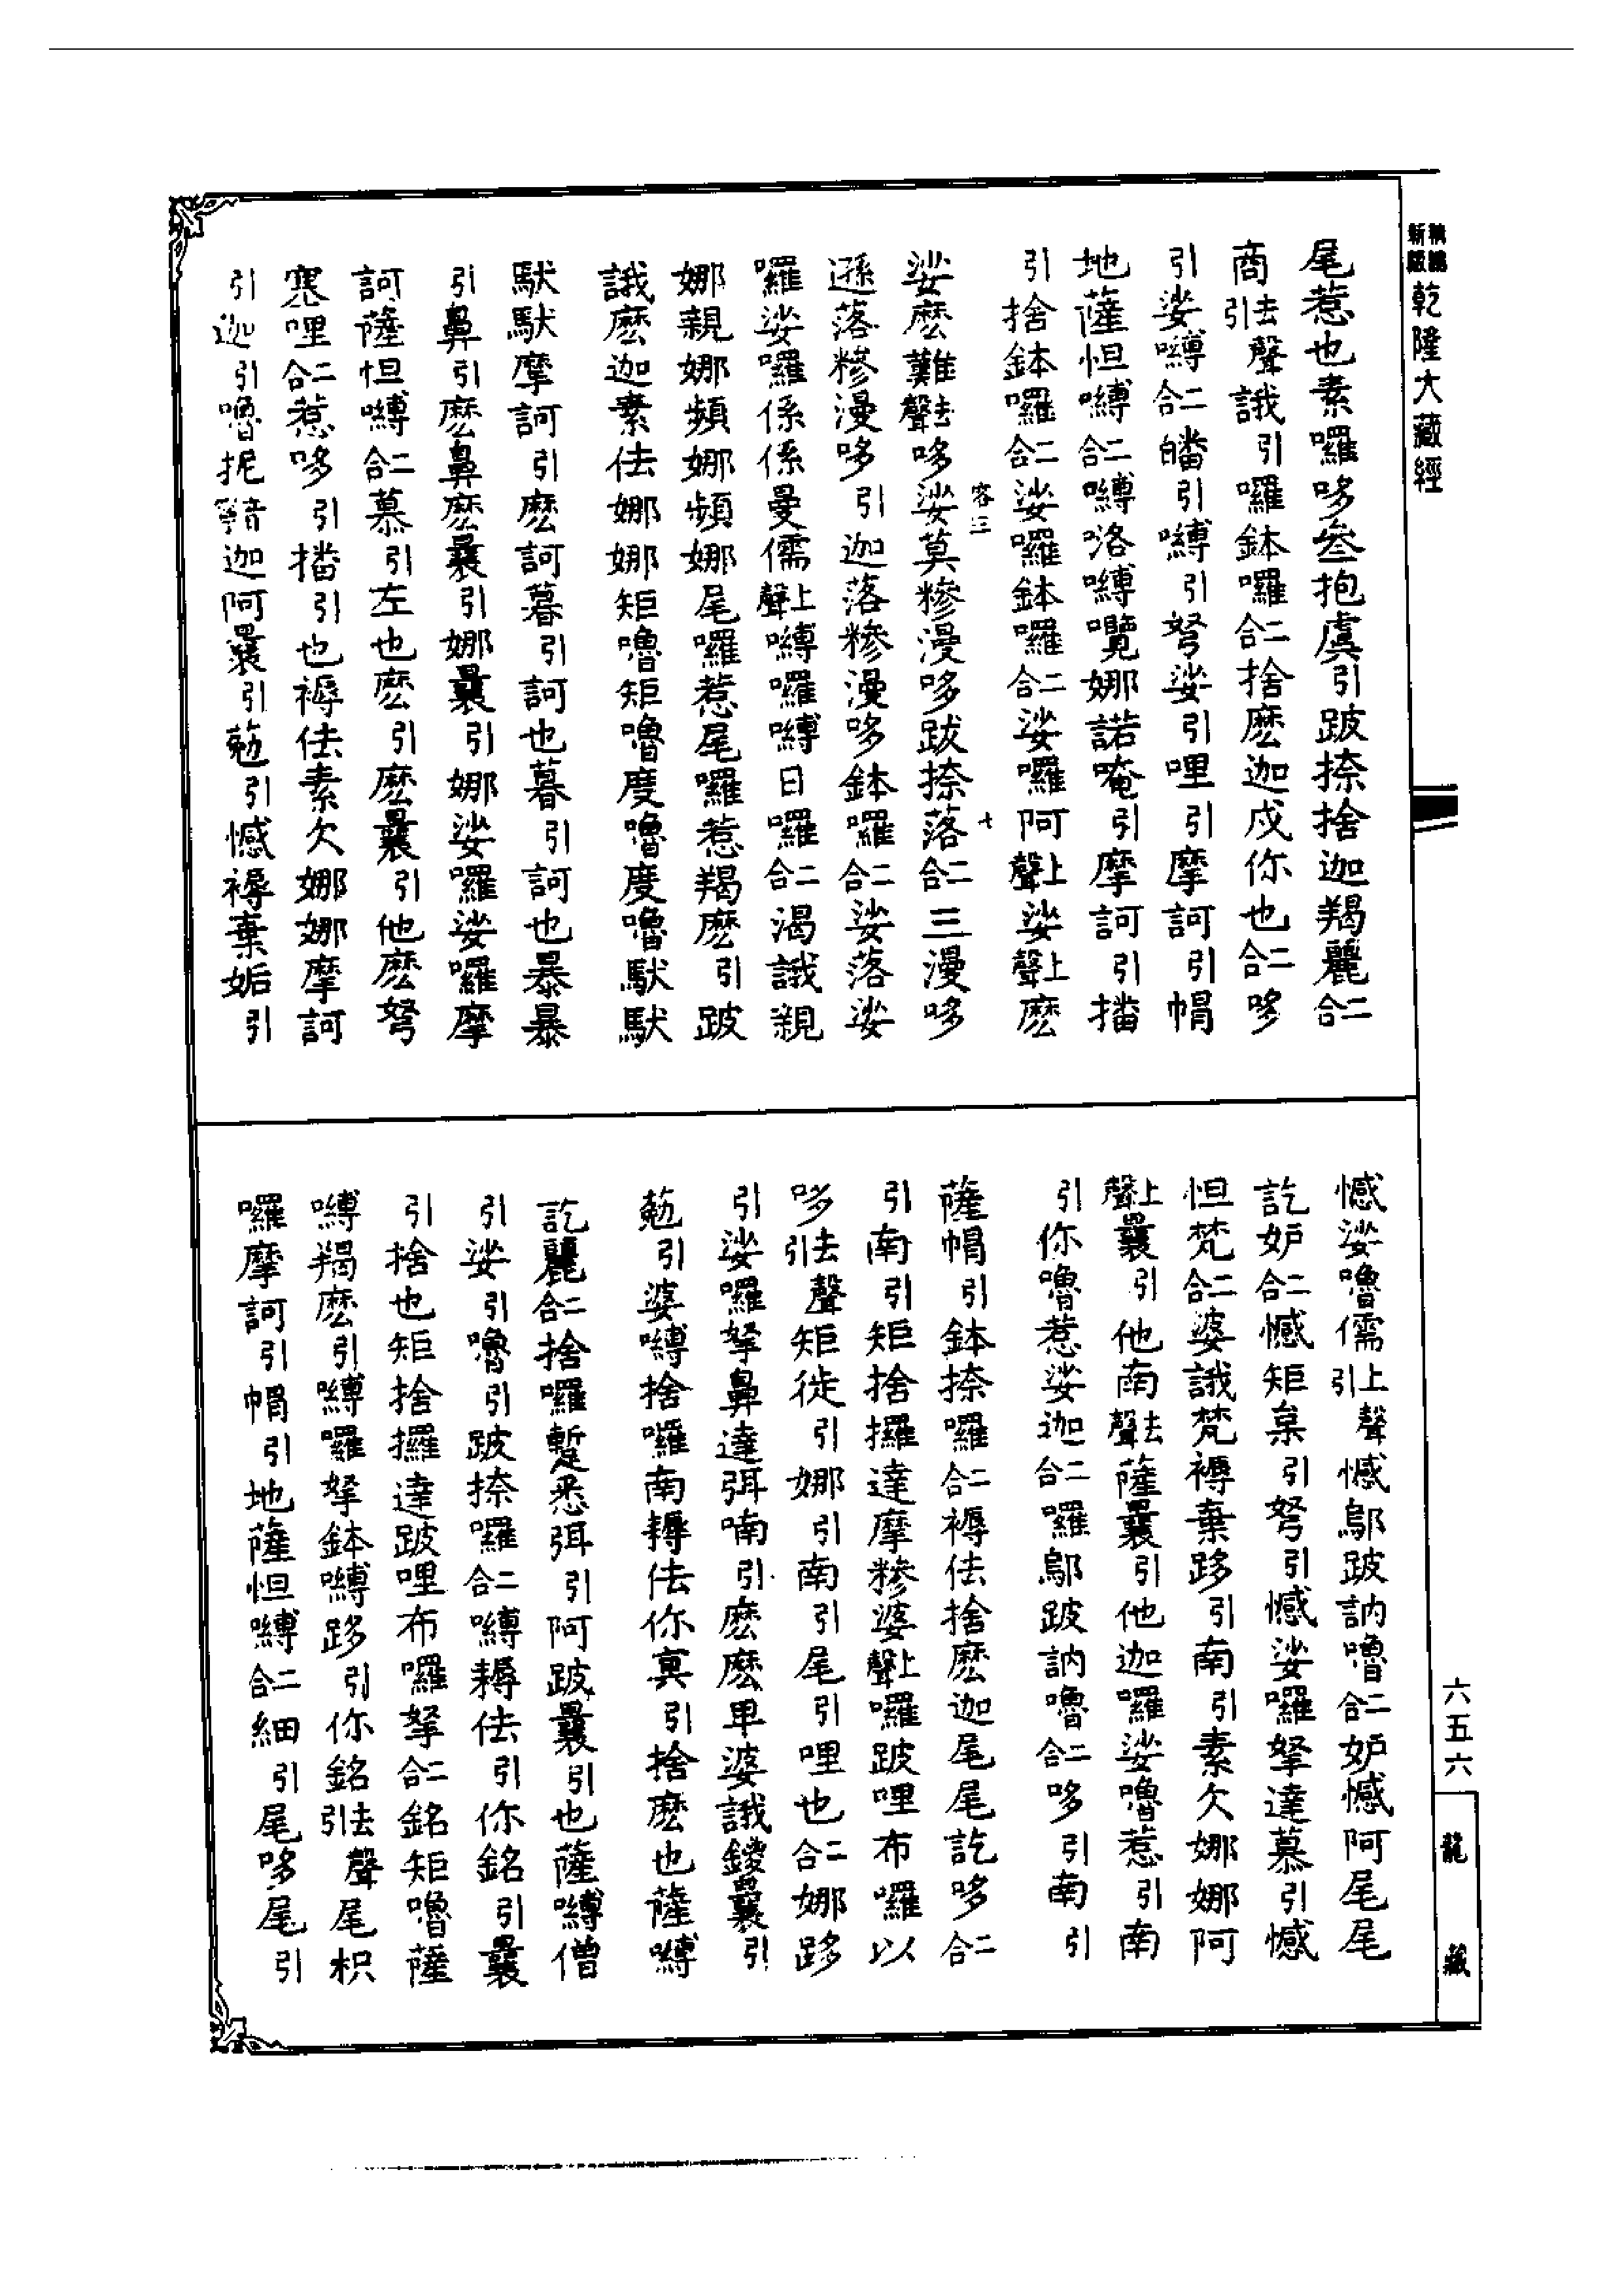 新編
縮版
乾隆大藏經
尾惹也素囉哆叁抱虞引跛捺捨迦羯麗二合
商去聲引誐引囉鉢囉二合捨麽迦戍你也二合哆
引娑嚩二合皤引嚩引弩娑引哩引摩訶引帽
地薩怛嚩二合嚩洛嚩囕娜諾唵引摩訶引播
引捨鉢囉二合娑囉鉢囉二合娑囉阿上聲娑上聲麽
娑麽難去聲哆娑莫糝漫哆跋捺落二合三漫哆
遜落糝漫哆引迦落糝漫哆鉢囉二合娑落娑
囉娑囉係係曼儒上聲嚩囉嚩日囉二合渴誐親
娜親娜頻娜頻娜尾囉惹尾囉惹羯麽引跛
誐麽迦素佉娜娜矩嚕矩嚕度嚕度嚕馱馱
馱馱摩訶引麽訶暮引訶也暮引訶也暴暴
引鼻引麽鼻麽曩引娜曩引娜娑囉娑囉摩
訶薩怛嚩二合慕引左也麽引麽曩引他麽弩
塞哩二合惹哆引播引也褥佉素欠娜娜摩訶
引迦引嚕抳迦阿曩引勉引憾褥棄姤引
憾娑嚕儒上聲引憾鄔跛訥嚕二合妒憾阿尾尾
訖妒二合憾矩枲引弩引憾娑囉拏達慕引憾
怛梵二合婆誐梵褥棄跢引南引素欠娜娜阿
上聲曩引他南去聲薩曩引他迦囉娑嚕惹引南
引你嚕惹娑迦二合囉鄔跛訥嚕二合哆引南引
薩帽引鉢捺囉二合褥佉捨麽迦尾尾訖哆二合
引南引矩捨攞達摩糝婆上聲囉跛哩布囉以
哆去聲引矩徙引娜引南引尾引哩也二合娜跢
引娑囉拏鼻達弭喃引麽麽卑婆誐鑁曩引
勉引婆嚩捨囉南耨佉你寘引捨麽也薩嚩
訖麗二合捨囉蹔悉弭引阿跛曩引也薩嚩僧
引娑引嚕引跛捺囉二合嚩耨佉引你銘引曩
引捨也矩捨攞達跛哩布囉拏二合銘矩嚕薩
嚩羯麽引嚩囉拏鉢嚩跢引你銘去聲引尾枳
囉摩訶引帽引地薩怛嚩二合細引尾哆尾引
客三
七
六五六
龍藏